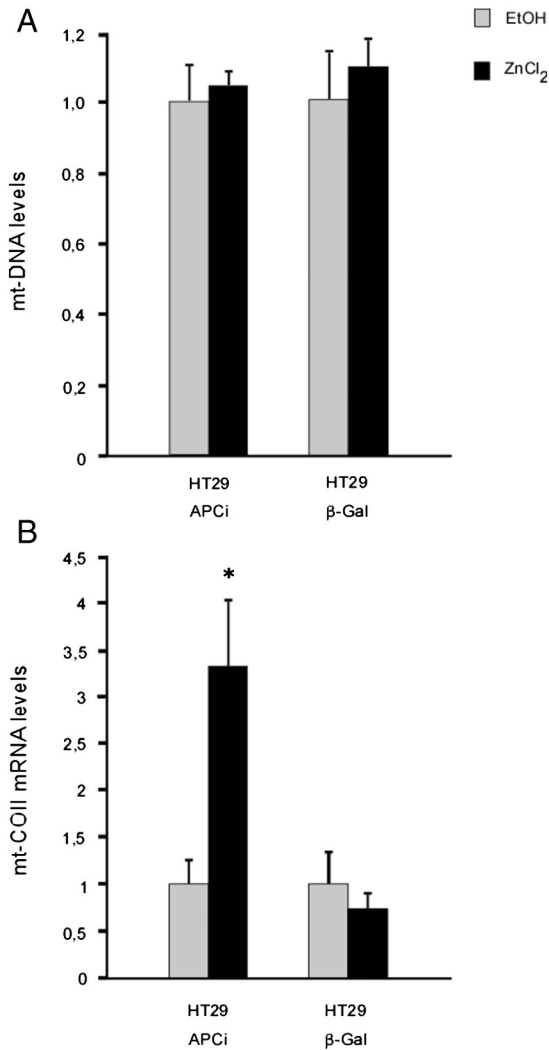 A
EtOH
ZnCl2
mt-DNA levels
1,2
1,0
0,8
0,6
0,4
0,2
0
HT29
APCi
HT29
β-Gal
B
mt-COII mRNA levels
4,5
4
3,5
3
2,5
2
1,5
1
0,5
0
*
HT29
APCi
HT29
β-Gal